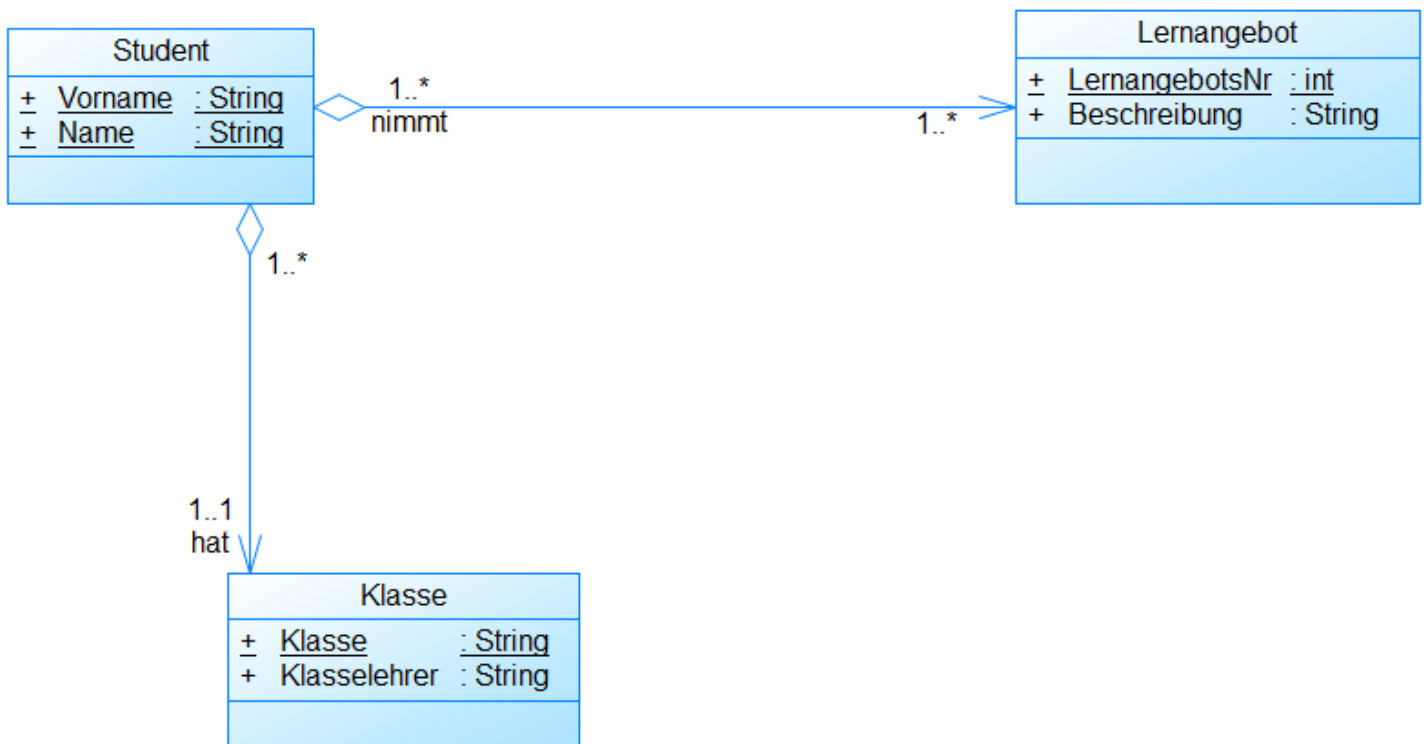 Student
+ Vorname : String
+ Name : String
1..*
nimmt
1..*
Lernangebot
+ LernangebotsNr : int
+ Beschreibung : String
1..*
1..1
hat
Klasse
+ Klasse : String
+ Klasselehrer : String